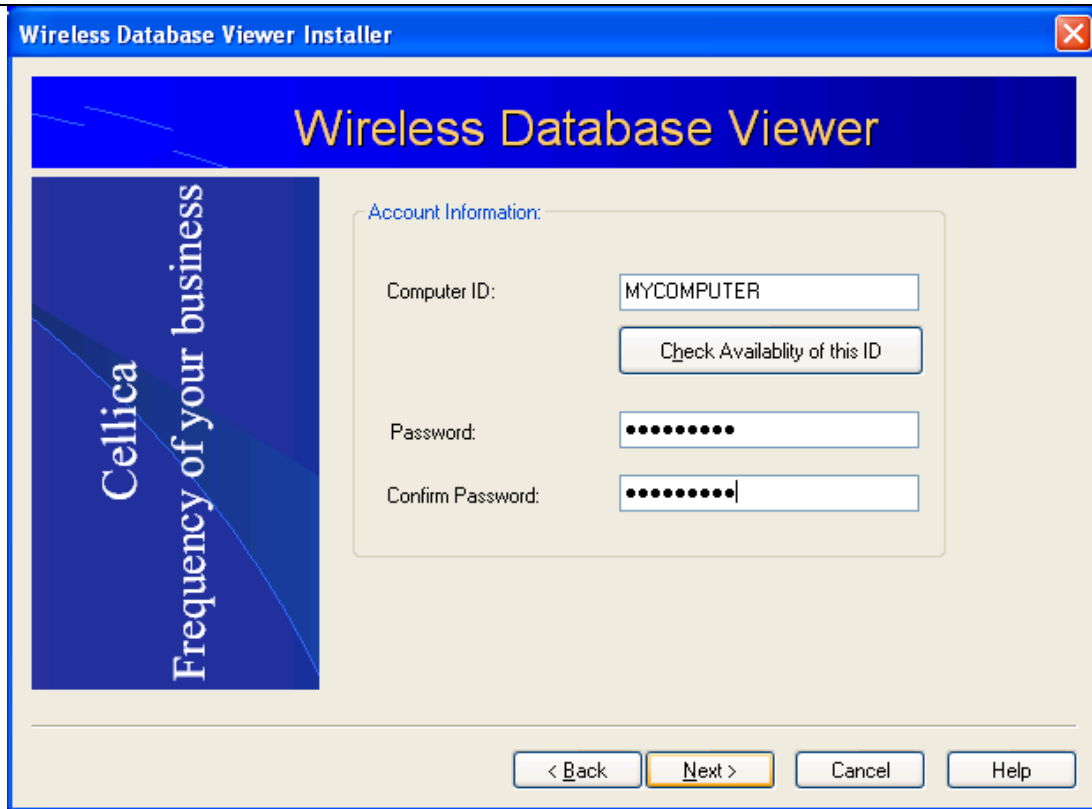 Wireless Database Viewer Installer
Wireless Database Viewer
Cellica
Frequency of your business
Account Information:
Computer ID: MYCOMPUTER
Check Availablity of this ID
Password: •••••••••
Confirm Password: •••••••••
< Back Next > Cancel Help